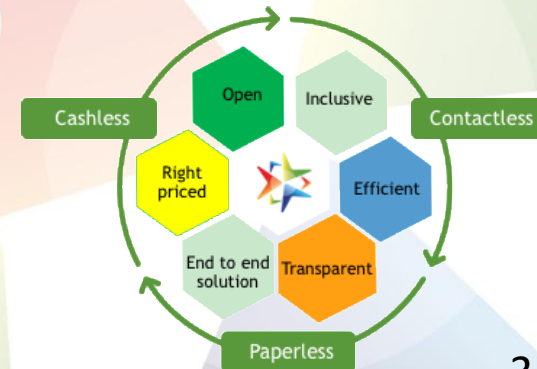 Open
Inclusive
Cashless
Contactless
Right
priced
Efficient
End to end
solution
Transparent
Paperless